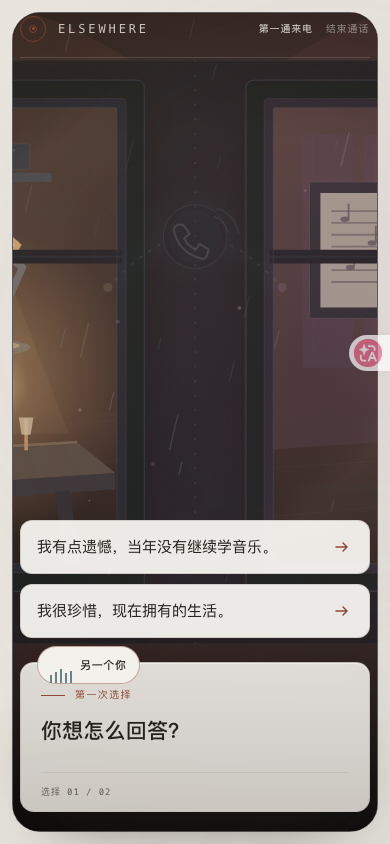 ELSEWHERE
第一通来电 结束通话
我有点遗憾，当年没有继续学音乐。
我很珍惜，现在拥有的生活。
另一个你
第一次选择
你想怎么回答?
选择 01 / 02